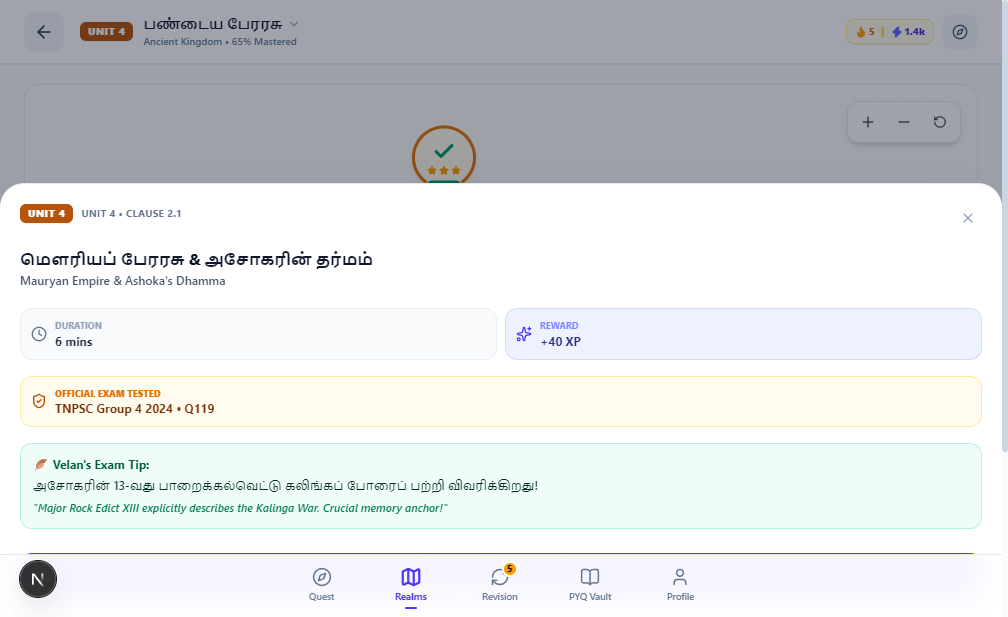 UNIT 4
பண்டைய பேரரசு
Ancient Kingdom • 65% Mastered
5 | 1.4k
UNIT 4
UNIT 4 • CLAUSE 2.1
மௌரியப் பேரரசு & அசோகரின் தர்மம்
Mauryan Empire & Ashoka's Dhamma
DURATION
6 mins
REWARD
+40 XP
OFFICIAL EXAM TESTED
TNPSC Group 4 2024 • Q119
Velan's Exam Tip:
அசோகரின் 13-வது பாறைக்கல்வெட்டு கலிங்கப் போரைப் பற்றி விவரிக்கிறது!
"Major Rock Edict XIII explicitly describes the Kalinga War. Crucial memory anchor!"
N
Quest
Realms
5
Revision
PYQ Vault
Profile